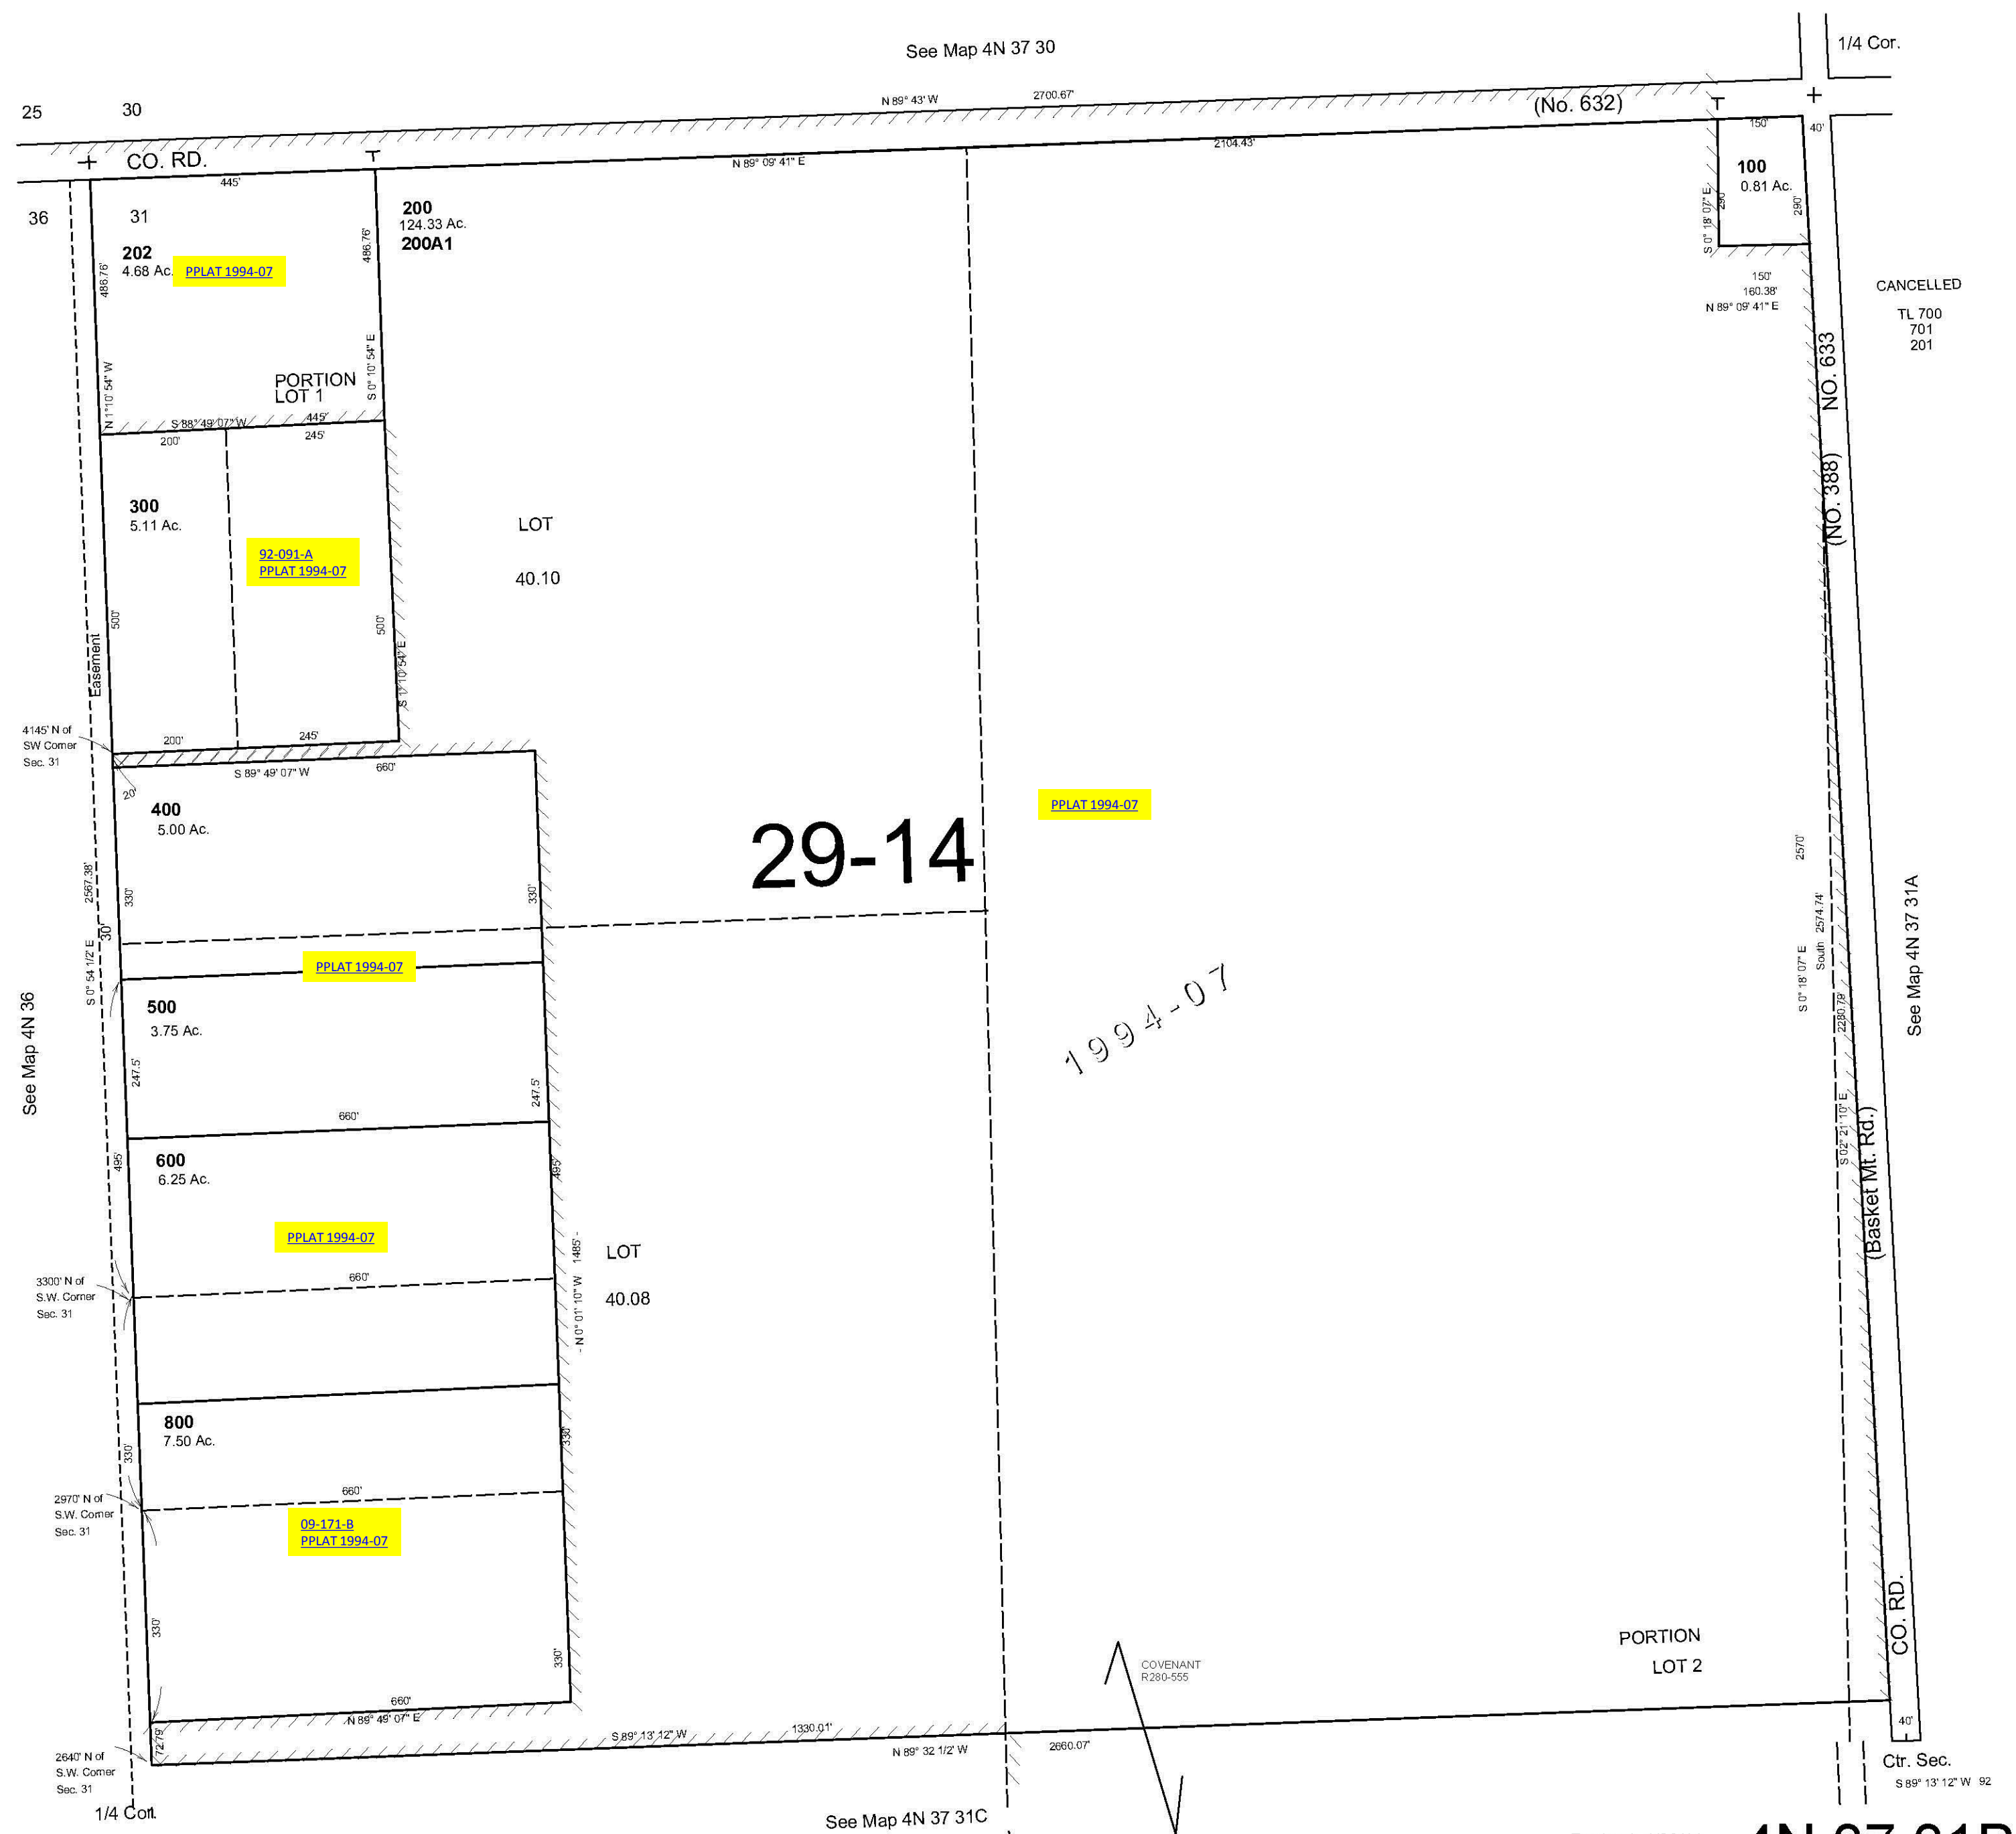 See Map 4N 37 30
1/4 Cor.
25
30
N 89° 43' W
2700.67'
(No. 632)
CO. RD.
445'
N 89° 09' 41" E
2104.43'
150'
40'
36
31
202
4.68 Ac.
PPLAT 1994-07
486.76'
486.76'
N 1°10' 54" W
S 0° 10' 54" E
200
124.33 Ac.
200A1
100
0.81 Ac.
290'
290'
S 0° 18' 07" E
150'
160.38'
N 89° 09' 41" E
CANCELLED
TL 700
701
201
NO. 633
(NO. 388)
PORTION
LOT 1
S 88° 49' 07" W
445'
200'
245'
300
5.11 Ac.
92-091-A
PPLAT 1994-07
LOT
40.10
500'
500'
S 1° 10' 54" E
Easement
4145' N of
SW Corner
Sec. 31
200'
245'
S 89° 49' 07" W
660'
20'
400
5.00 Ac.
330'
330'
2567.38'
30'
S 0° 54 1/2' E
29-14
PPLAT 1994-07
2570'
South 2574.74'
S 0° 18' 07" E
2280.79'
S 02° 21' 10" E
See Map 4N 37 31A
PPLAT 1994-07
1994-07
500
3.75 Ac.
247.5'
247.5'
See Map 4N 36
660'
600
6.25 Ac.
495'
495'
PPLAT 1994-07
(Basket Mt. Rd.)
3300' N of
S.W. Corner
Sec. 31
660'
- N 0° 01' 10" W 1485' -
LOT
40.08
800
7.50 Ac.
330'
330'
2970' N of
S.W. Corner
Sec. 31
660'
09-171-B
PPLAT 1994-07
330'
330'
CO. RD.
PORTION
LOT 2
COVENANT
R280-555
660'
N 89° 49' 07" E
72.79'
S 89° 13' 12" W
1330.01'
N 89° 32 1/2' W
2660.07'
40'
2640' N of
S.W. Corner
Sec. 31
Ctr. Sec.
S 89° 13' 12" W 92
See Map 4N 37 31C